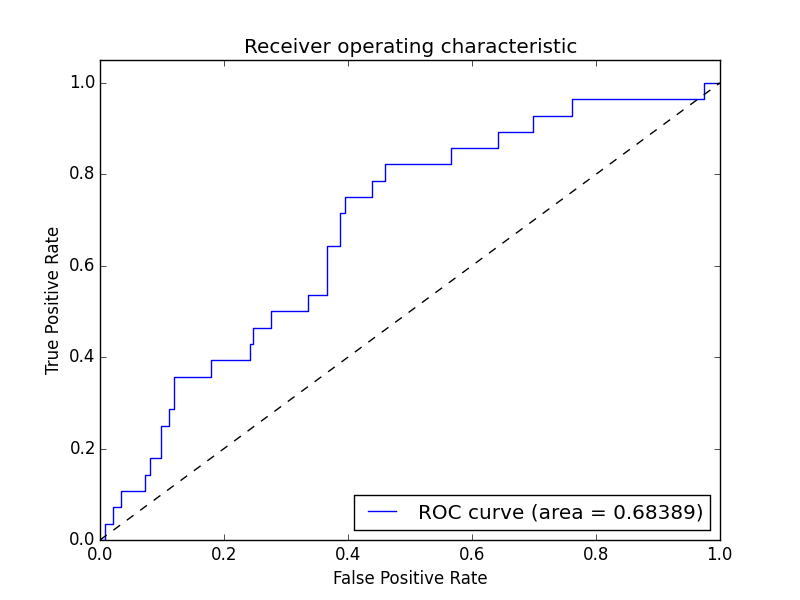 Receiver operating characteristic
1.0
0.8
0.6
0.4
0.2
0.0
True Positive Rate
ROC curve (area = 0.68389)
0.0 0.2 0.4 0.6 0.8 1.0
False Positive Rate